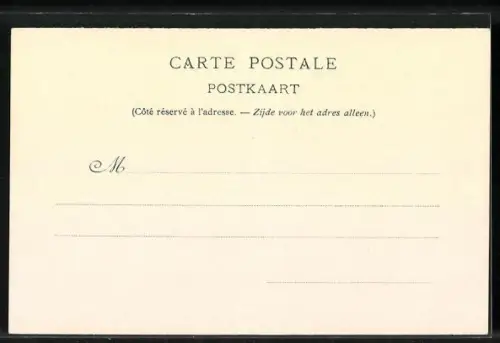 CARTE POSTALE
POSTKAART
(Côté réservé à l'adresse. — Zijde voor het adres alleen.)
M